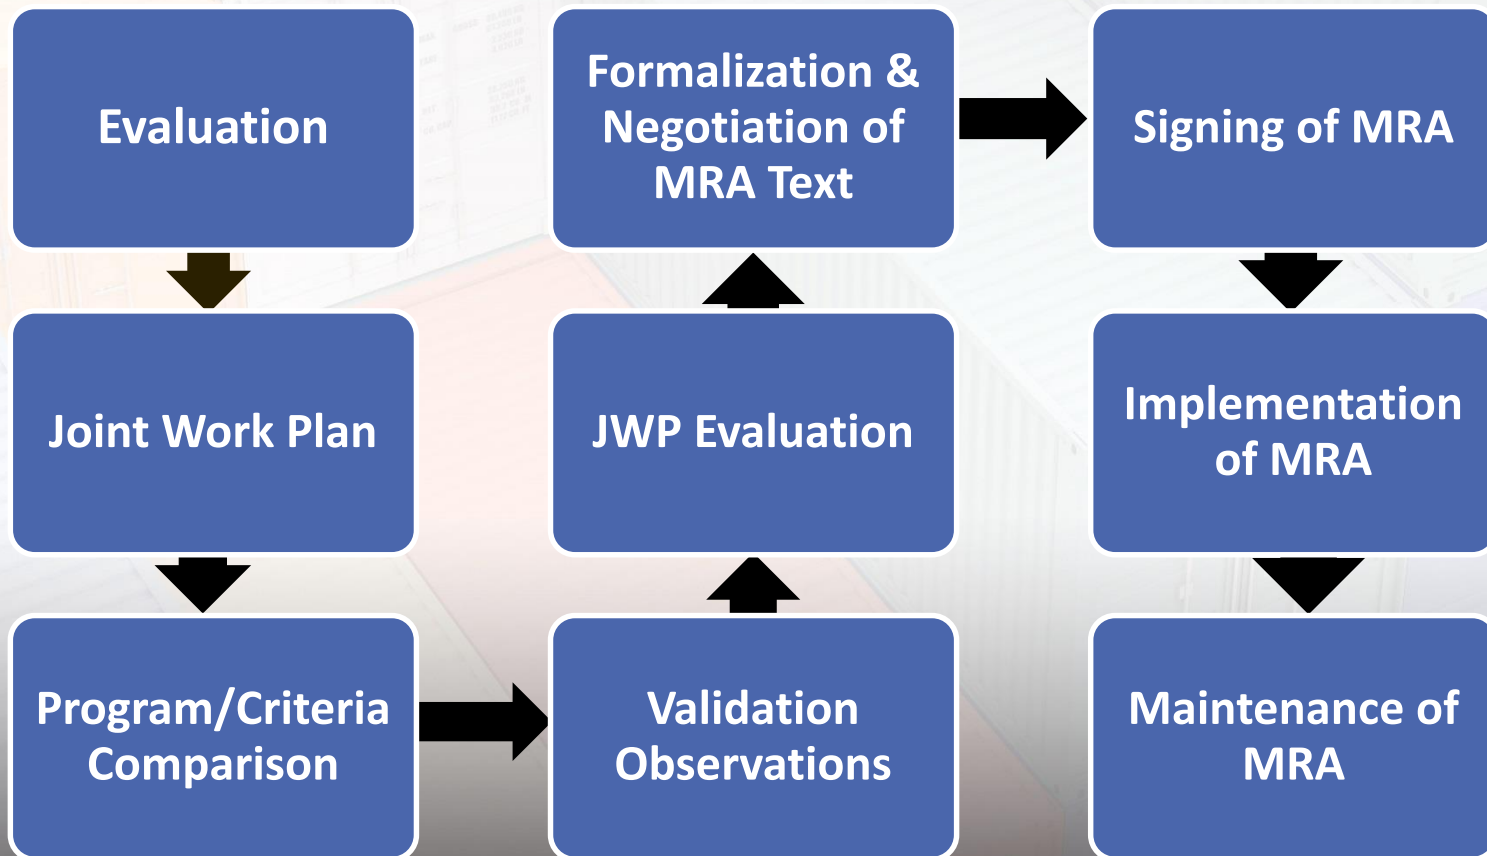 Evaluation
Joint Work Plan
Program/Criteria
Comparison
Validation
Observations
JWP Evaluation
Formalization &
Negotiation of
MRA Text
Signing of MRA
Implementation
of MRA
Maintenance of
MRA